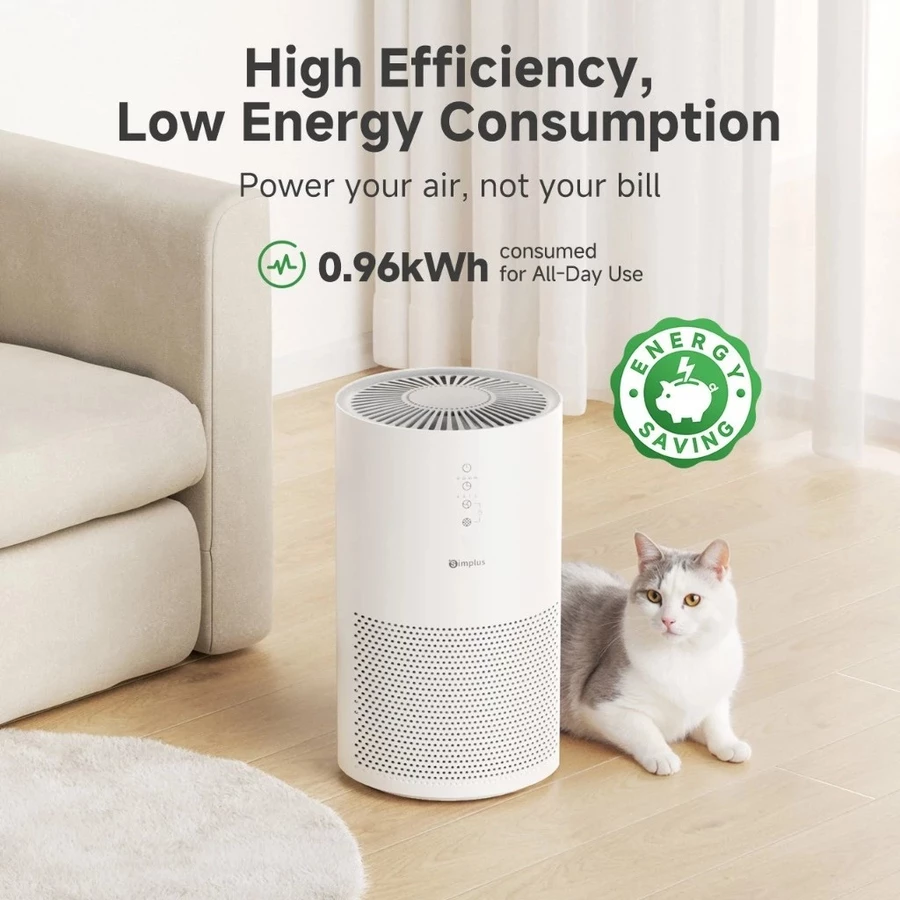 High Efficiency,
Low Energy Consumption
Power your air, not your bill
0.96kWh
consumed
for All-Day Use
ENERGY
SAVING
Simplus